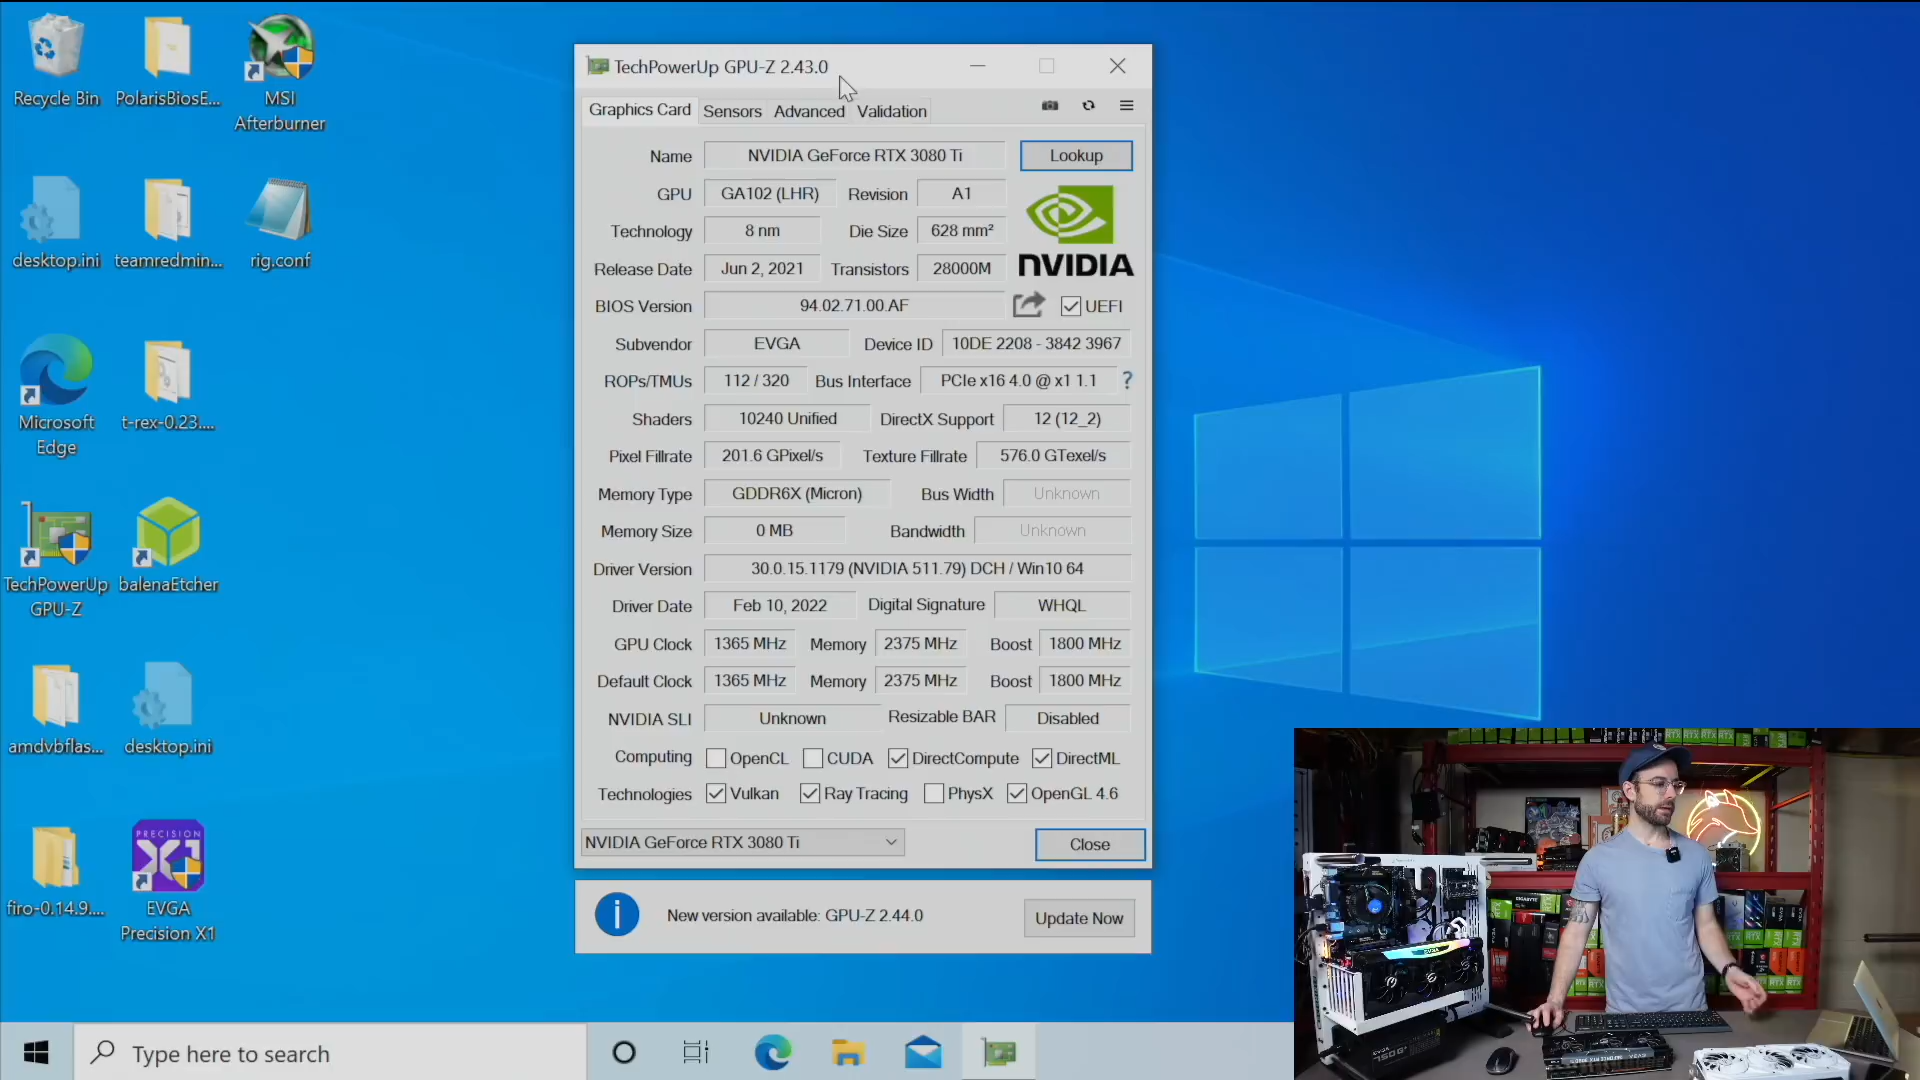 Recycle Bin
PolarisBiosE...
MSI
Afterburner
desktop.ini
teamredmin...
rig.conf
Microsoft
Edge
t-rex-0.23....
TechPowerUp
GPU-Z
balenaEtcher
amdvbflas...
desktop.ini
firo-0.14.9....
PRECISION
X1
EVGA
Precision X1
TechPowerUp GPU-Z 2.43.0
Graphics Card Sensors Advanced Validation
Name NVIDIA GeForce RTX 3080 Ti Lookup
GPU GA102 (LHR) Revision A1
Technology 8 nm Die Size 628 mm²
Release Date Jun 2, 2021 Transistors 28000M
NVIDIA
BIOS Version 94.02.71.00.AF UEFI
Subvendor EVGA Device ID 10DE 2208 - 3842 3967
ROPs/TMUs 112 / 320 Bus Interface PCIe x16 4.0 @ x1 1.1 ?
Shaders 10240 Unified DirectX Support 12 (12_2)
Pixel Fillrate 201.6 GPixel/s Texture Fillrate 576.0 GTexel/s
Memory Type GDDR6X (Micron) Bus Width Unknown
Memory Size 0 MB Bandwidth Unknown
Driver Version 30.0.15.1179 (NVIDIA 511.79) DCH / Win10 64
Driver Date Feb 10, 2022 Digital Signature WHQL
GPU Clock 1365 MHz Memory 2375 MHz Boost 1800 MHz
Default Clock 1365 MHz Memory 2375 MHz Boost 1800 MHz
NVIDIA SLI Unknown Resizable BAR Disabled
Computing OpenCL CUDA DirectCompute DirectML
Technologies Vulkan Ray Tracing PhysX OpenGL 4.6
NVIDIA GeForce RTX 3080 Ti Close
New version available: GPU-Z 2.44.0 Update Now
Type here to search